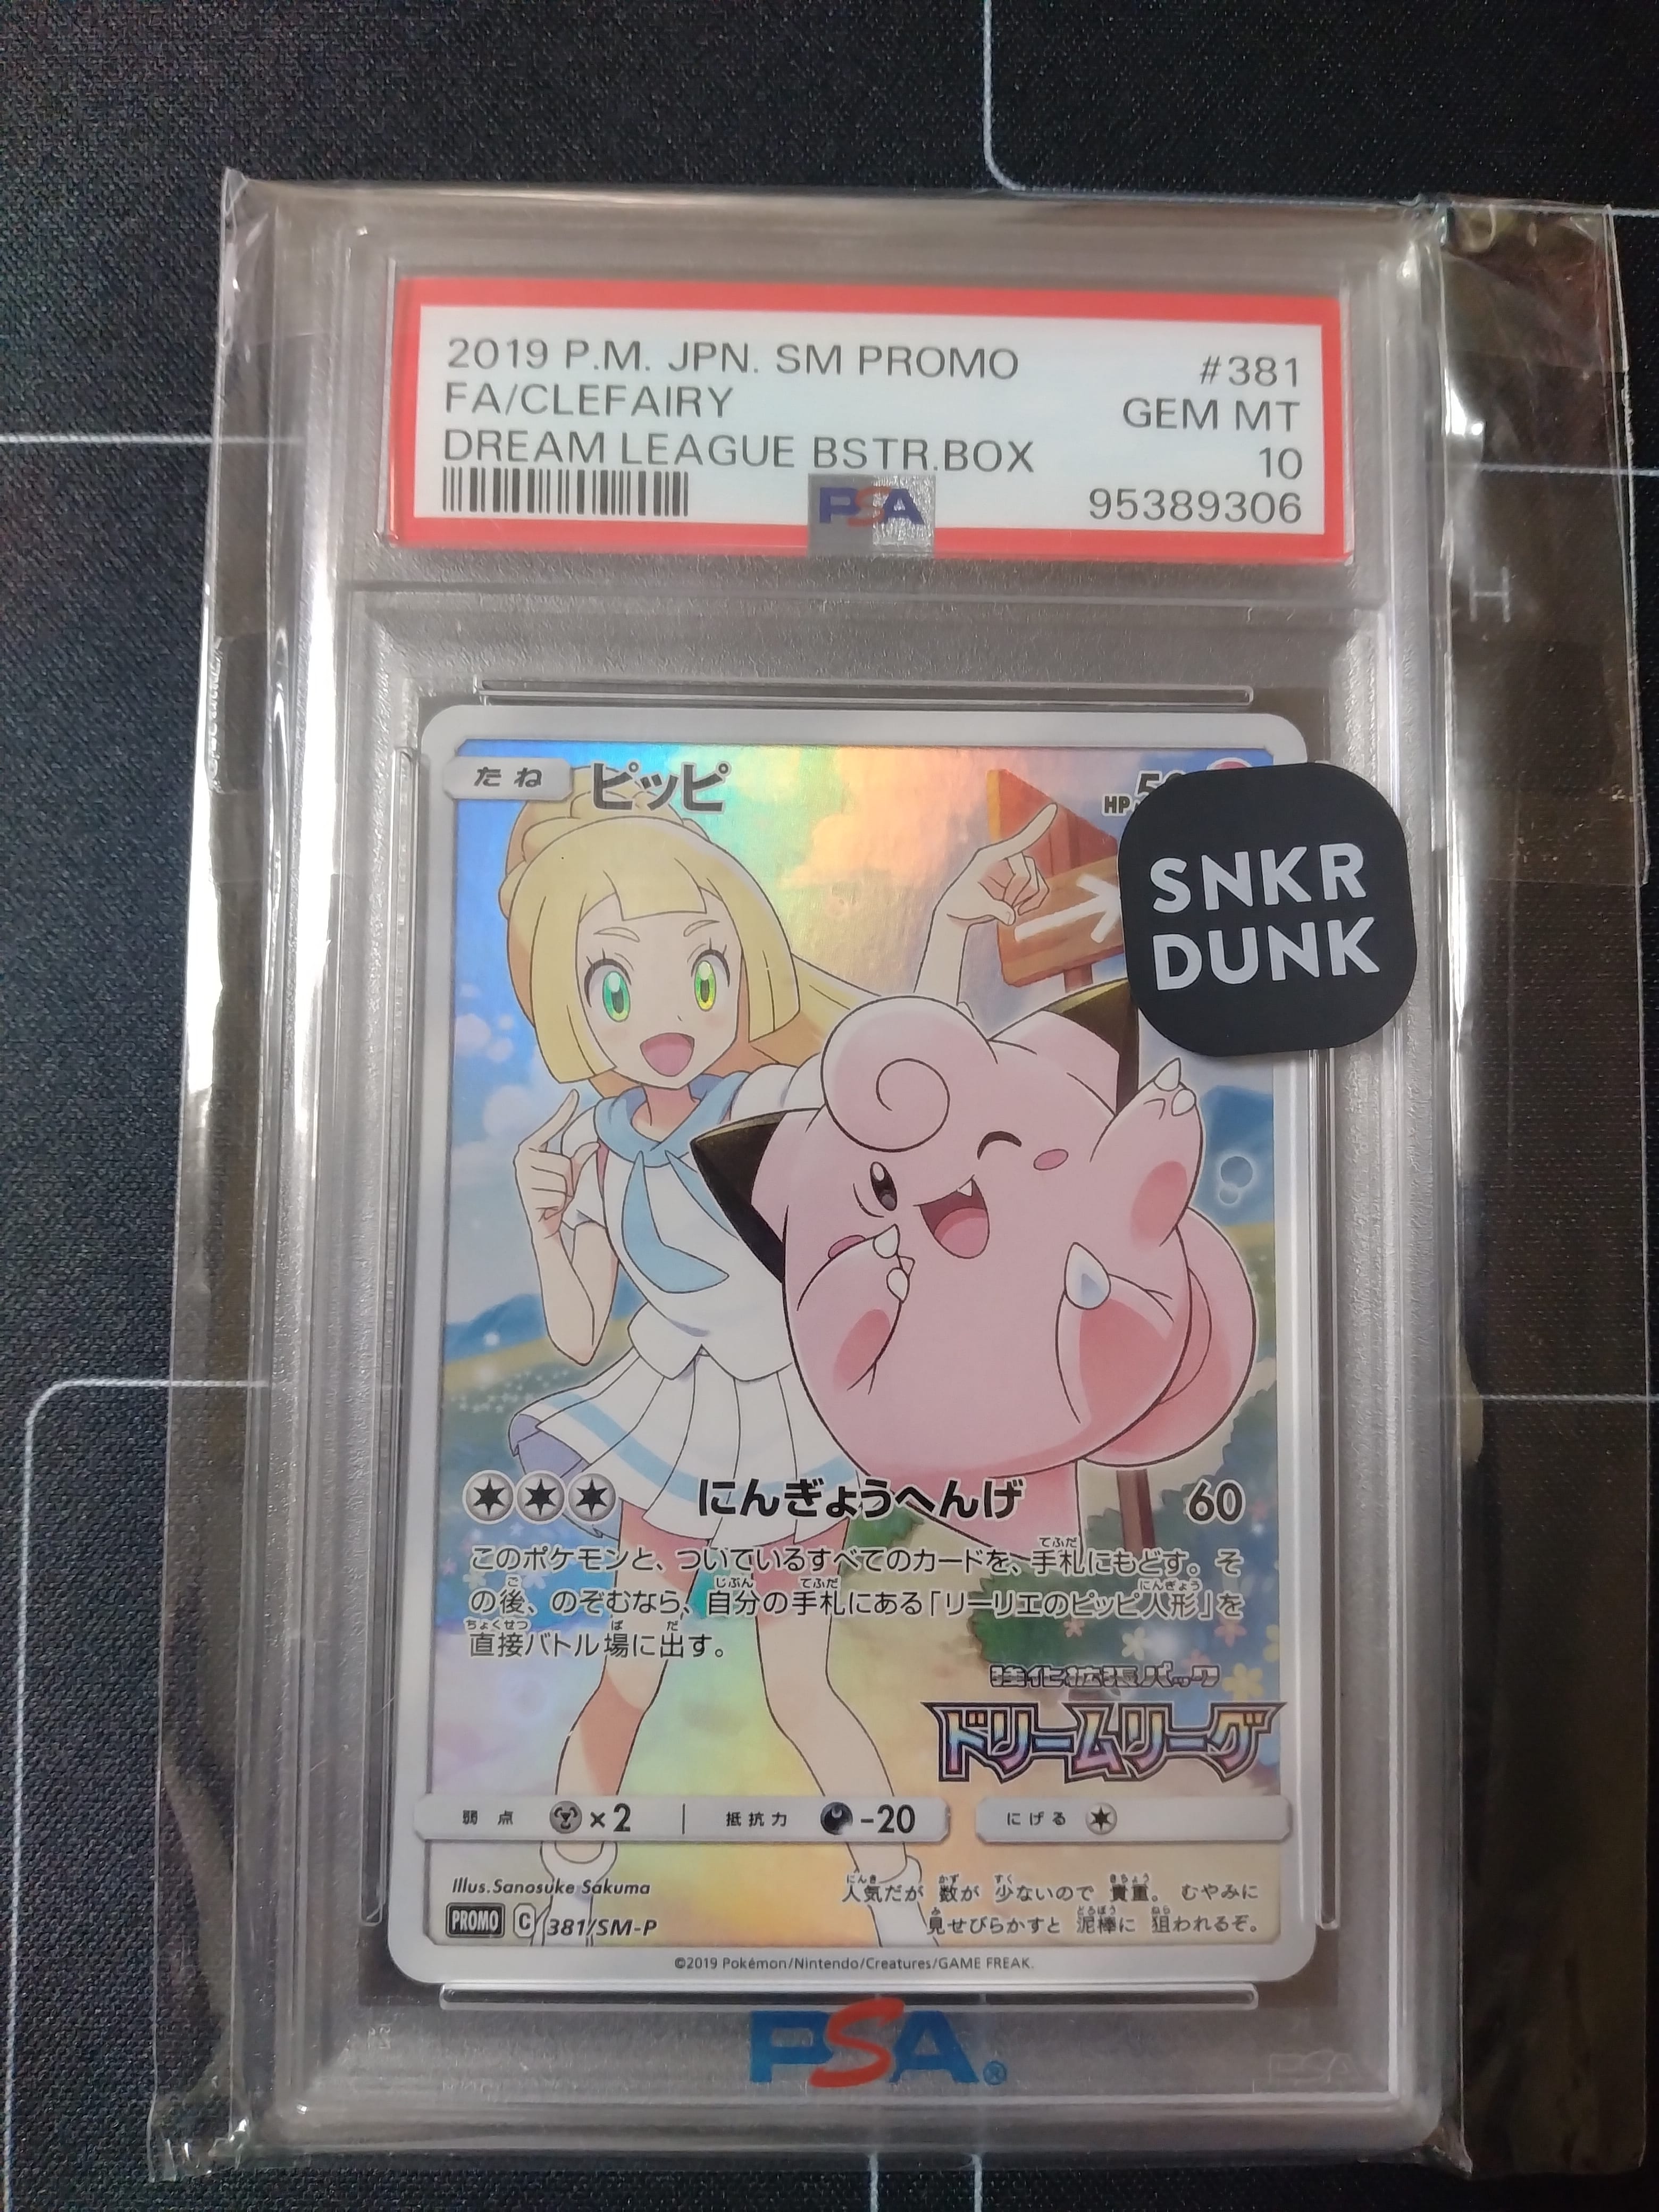 2019 P.M. JPN. SM PROMO #381
FA/CLEFAIRY GEM MT
DREAM LEAGUE BSTR.BOX 10
PSA 95389306
たね ピッピ HP
SNKR
DUNK
にんぎょうへんげ 60
このポケモンと、ついているすべてのカードを、手札にもどす。そ
の後、のぞむなら、自分の手札にある「リーリエのピッピ人形」を
直接バトル場に出す。
強化拡張パック
ドリームリーグ
弱点 ×2 抵抗力 -20 にげる
Illus.Sanosuke Sakuma
人気だが 数が 少ないので 貴重。 むやみに
見せびらかすと 泥棒に 狙われるぞ。
PROMO C 381/SM-P
©2019 Pokémon/Nintendo/Creatures/GAME FREAK.
PSA®